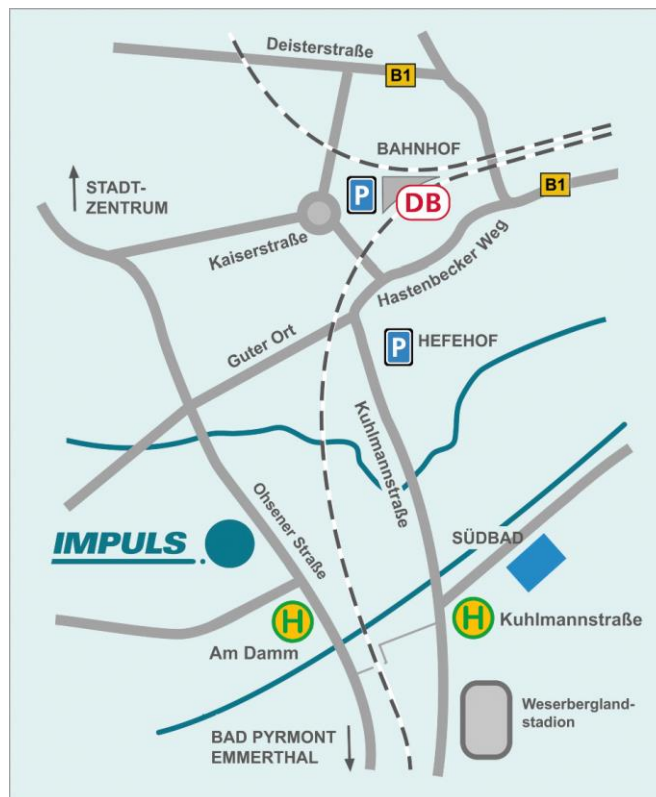 Deisterstraße
B1
BAHNHOF
P
DB
B1
STADT-
ZENTRUM
Kaiserstraße
Hastenbecker Weg
Guter Ort
P
HEFEHOF
Kuhlmannstraße
Ohsener Straße
IMPULS
SÜDBAD
H
Kuhlmannstraße
H
Am Damm
Weserbergland-
stadion
BAD PYRMONT
EMMERTHAL